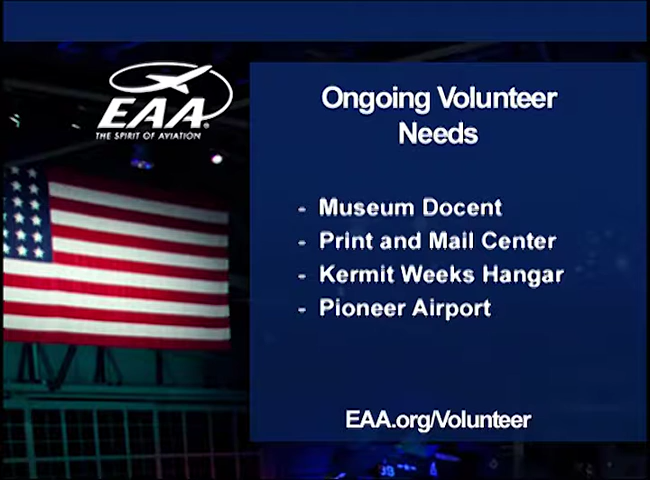 EAA
THE SPIRIT OF AVIATION
Ongoing Volunteer
Needs
- Museum Docent
- Print and Mail Center
- Kermit Weeks Hangar
- Pioneer Airport
EAA.org/Volunteer